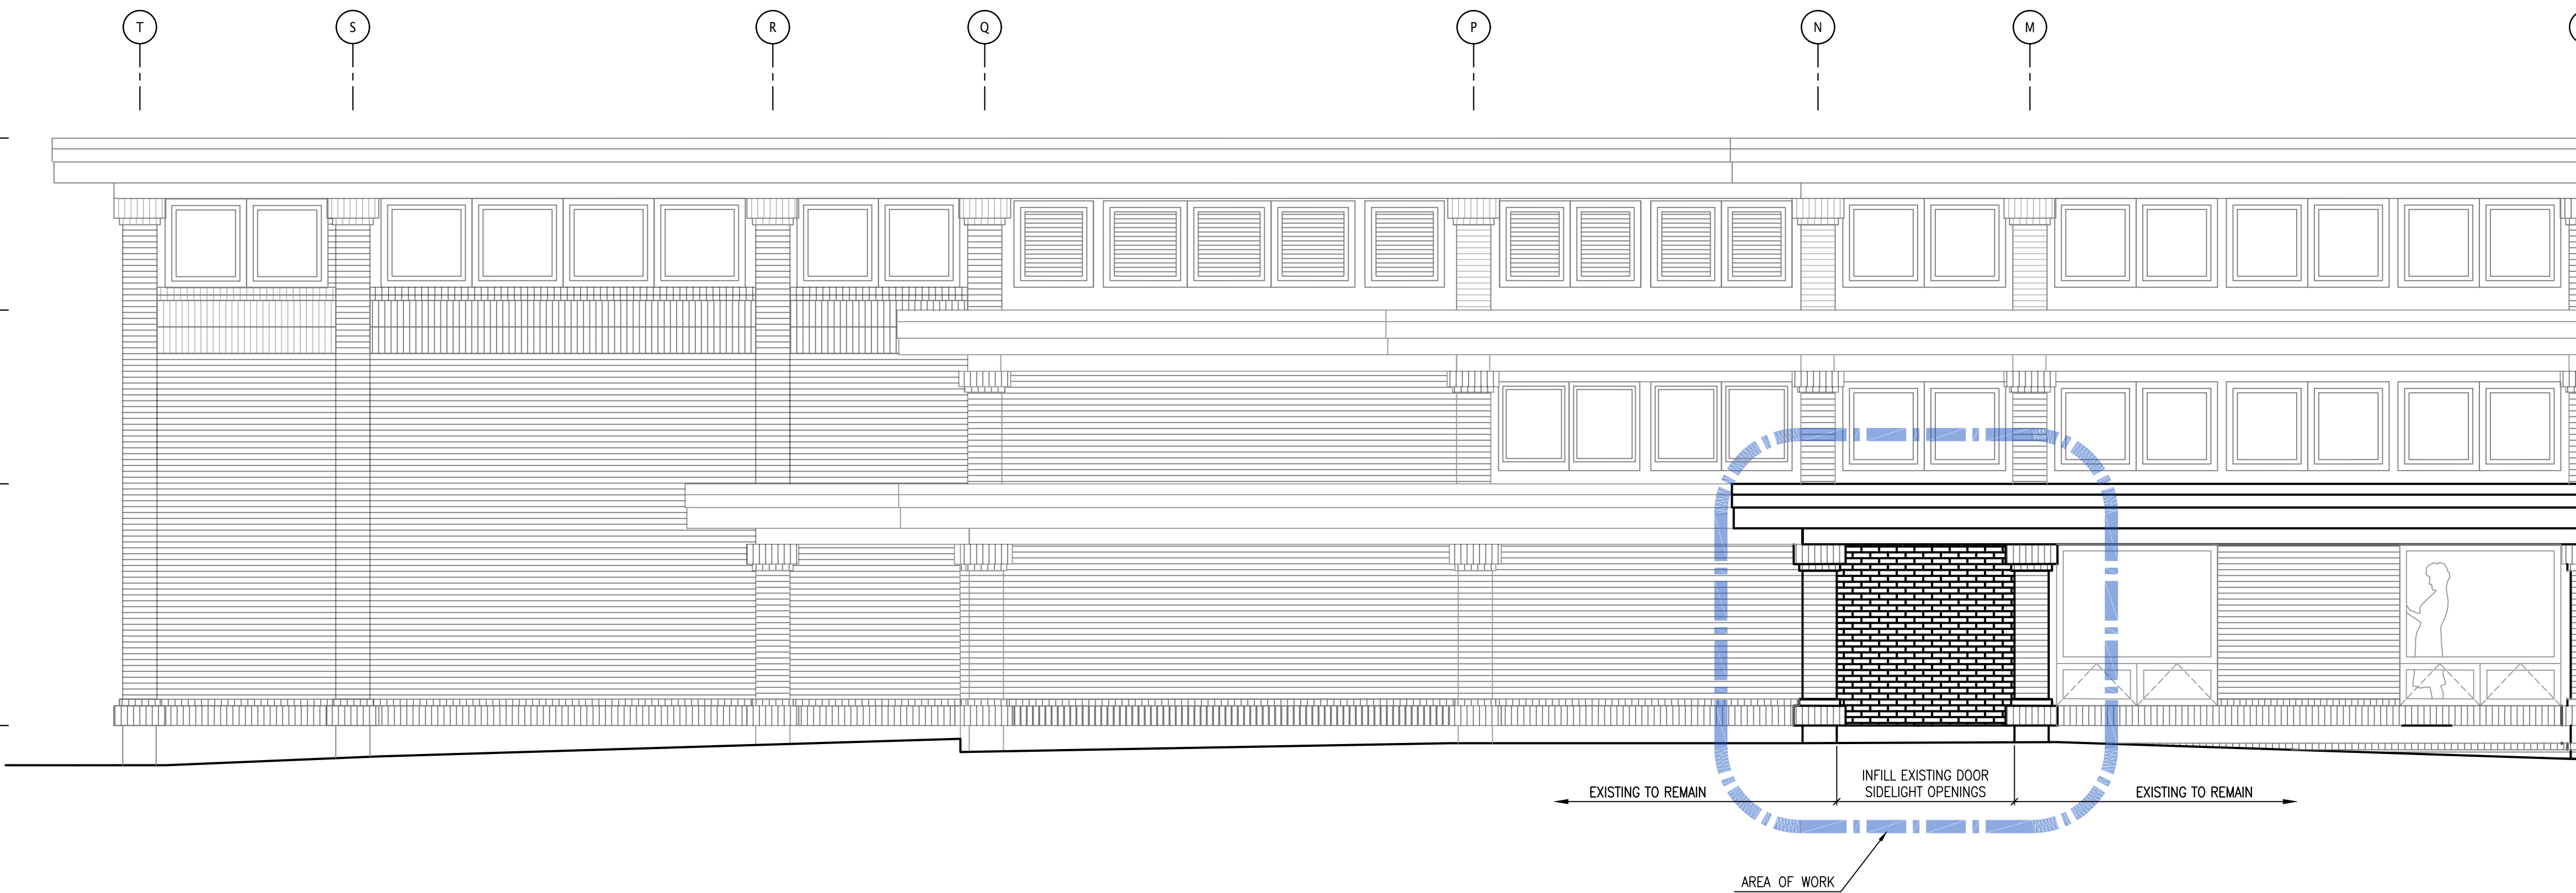 T
S
R
Q
P
N
M
INFILL EXISTING DOOR
SIDELIGHT OPENINGS
EXISTING TO REMAIN
EXISTING TO REMAIN
AREA OF WORK